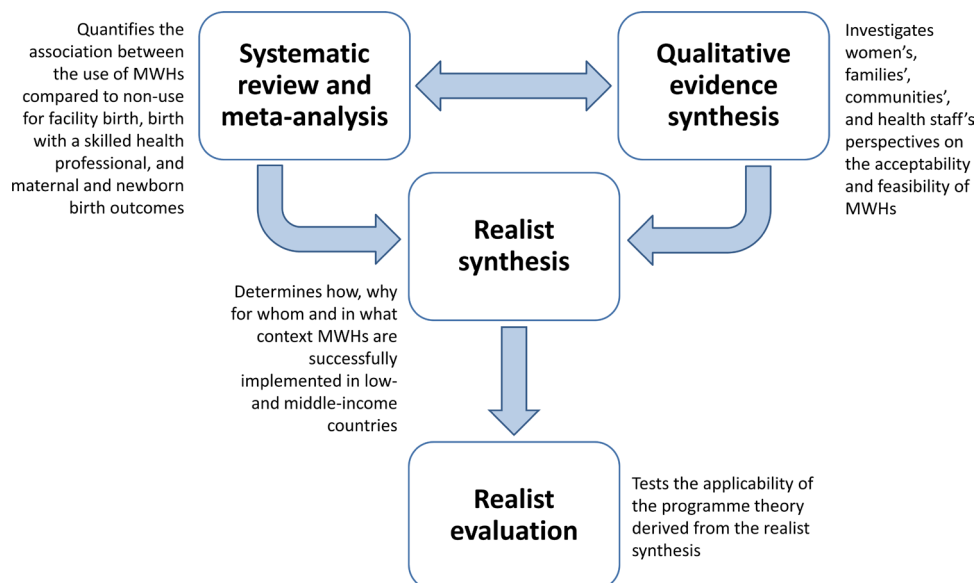 Quantifies the
association between
the use of MWHs
compared to non-use
for facility birth, birth
with a skilled health
professional, and
maternal and newborn
birth outcomes
Systematic
review and
meta-analysis
Qualitative
evidence
synthesis
Investigates
women's,
families',
communities',
and health staff's
perspectives on
the acceptability
and feasibility of
MWHs
Realist
synthesis
Determines how, why
for whom and in what
context MWHs are
successfully
implemented in low-
and middle-income
countries
Realist
evaluation
Tests the applicability of
the programme theory
derived from the realist
synthesis